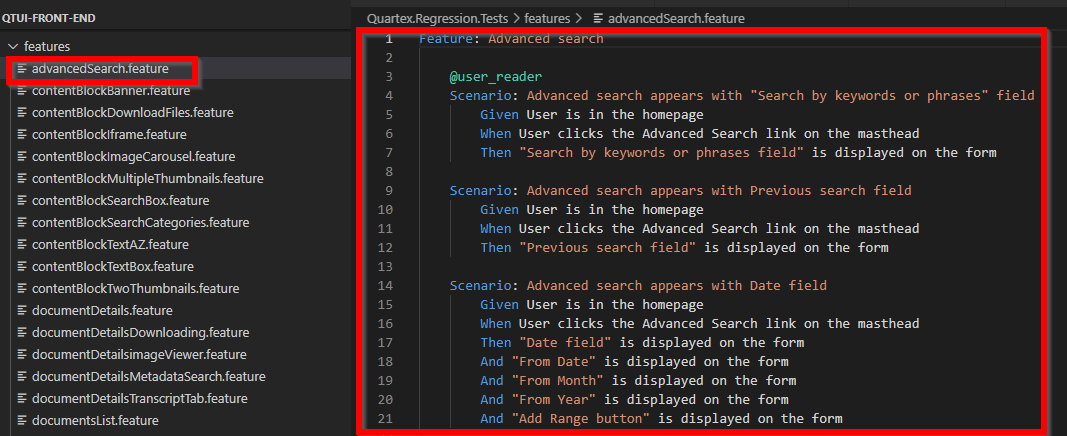 QTUI-FRONT-END
features
advancedSearch.feature
contentBlockBanner.feature
contentBlockDownloadFiles.feature
contentBlockIframe.feature
contentBlockImageCarousel.feature
contentBlockMultipleThumbnails.feature
contentBlockSearchBox.feature
contentBlockSearchCategories.feature
contentBlockTextAZ.feature
contentBlockTextBox.feature
contentBlockTwoThumbnails.feature
documentDetails.feature
documentDetailsDownloading.feature
documentDetailsimageViewer.feature
documentDetailsMetadataSearch.feature
documentDetailsTranscriptTab.feature
documentsList.feature
Quartex.Regression.Tests > features > advancedSearch.feature
1 Feature: Advanced search
2
3 @user_reader
4 Scenario: Advanced search appears with "Search by keywords or phrases" field
5 Given User is in the homepage
6 When User clicks the Advanced Search link on the masthead
7 Then "Search by keywords or phrases field" is displayed on the form
8
9 Scenario: Advanced search appears with Previous search field
10 Given User is in the homepage
11 When User clicks the Advanced Search link on the masthead
12 Then "Previous search field" is displayed on the form
13
14 Scenario: Advanced search appears with Date field
15 Given User is in the homepage
16 When User clicks the Advanced Search link on the masthead
17 Then "Date field" is displayed on the form
18 And "From Date" is displayed on the form
19 And "From Month" is displayed on the form
20 And "From Year" is displayed on the form
21 And "Add Range button" is displayed on the form